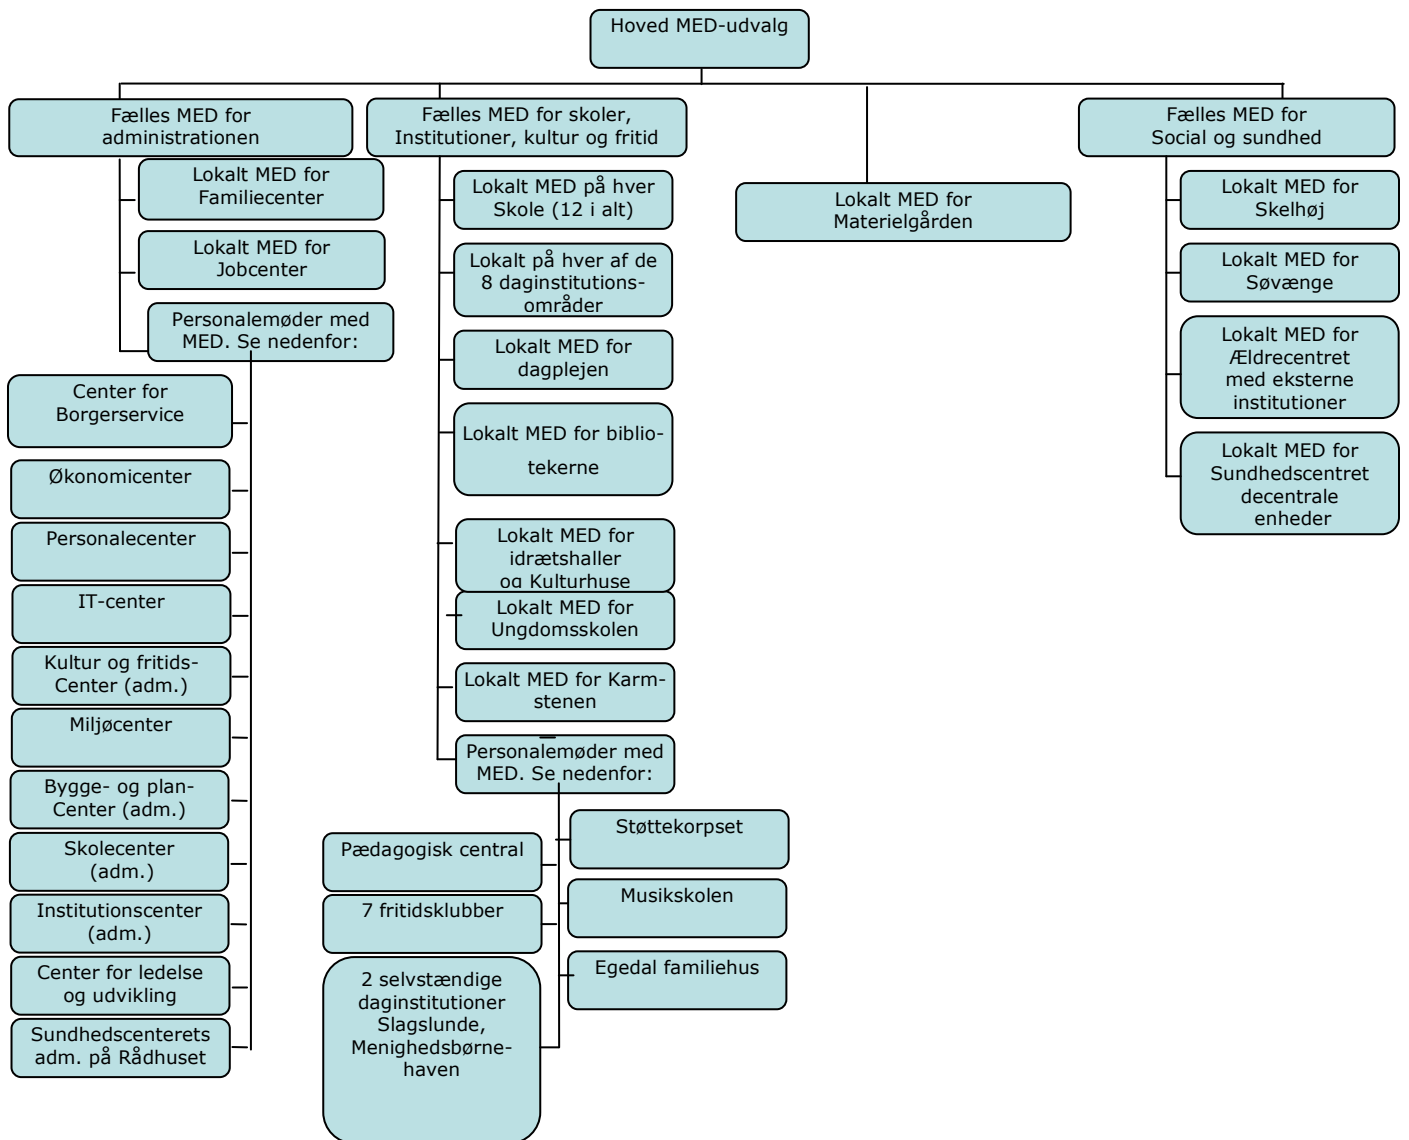 Hoved MED-udvalg
Fælles MED for
administrationen
Lokalt MED for
Familiecenter
Lokalt MED for
Jobcenter
Personalemøder med
MED. Se nedenfor:
Center for
Borgerservice
Økonomicenter
Personalecenter
IT-center
Kultur og fritids-
Center (adm.)
Miljøcenter
Bygge- og plan-
Center (adm.)
Skolecenter
(adm.)
Institutionscenter
(adm.)
Center for ledelse
og udvikling
Sundhedscenterets
adm. på Rådhuset
Fælles MED for skoler,
Institutioner, kultur og fritid
Lokalt MED på hver
Skole (12 i alt)
Lokalt på hver af de
8 daginstitutions-
områder
Lokalt MED for
dagplejen
Lokalt MED for biblio-
tekerne
Lokalt MED for
idrætshaller
og Kulturhuse
Lokalt MED for
Ungdomsskolen
Lokalt MED for Karm-
stenen
Personalemøder med
MED. Se nedenfor:
Støttekorpset
Pædagogisk central
Musikskolen
7 fritidsklubber
Egedal familiehus
2 selvstændige
daginstitutioner
Slagslunde,
Menighedsbørne-
haven
Lokalt MED for
Materielgården
Fælles MED for
Social og sundhed
Lokalt MED for
Skelhøj
Lokalt MED for
Søvænge
Lokalt MED for
Ældrecentret
med eksterne
institutioner
Lokalt MED for
Sundhedscentret
decentrale
enheder